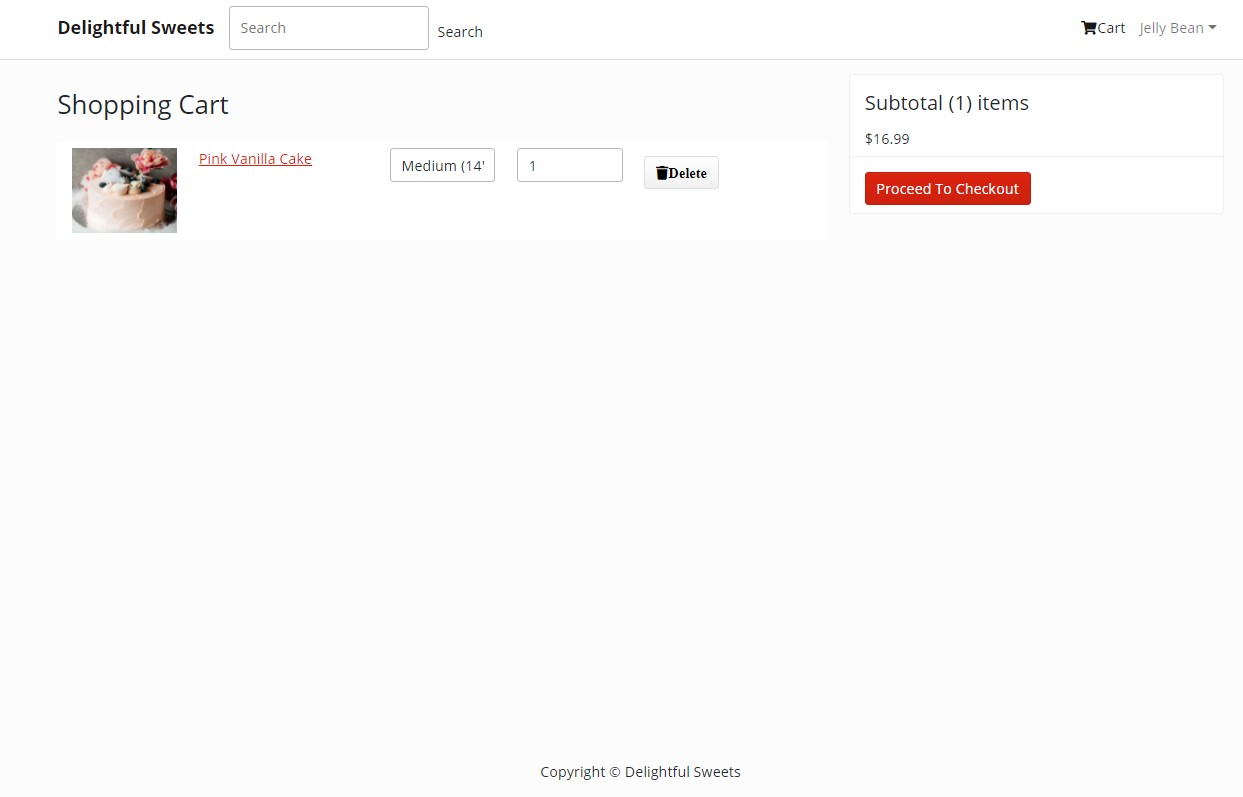 Delightful Sweets Search Search Cart Jelly Bean
Shopping Cart
Pink Vanilla Cake Medium (14' 1 Delete
Subtotal (1) items
$16.99
Proceed To Checkout
Copyright © Delightful Sweets